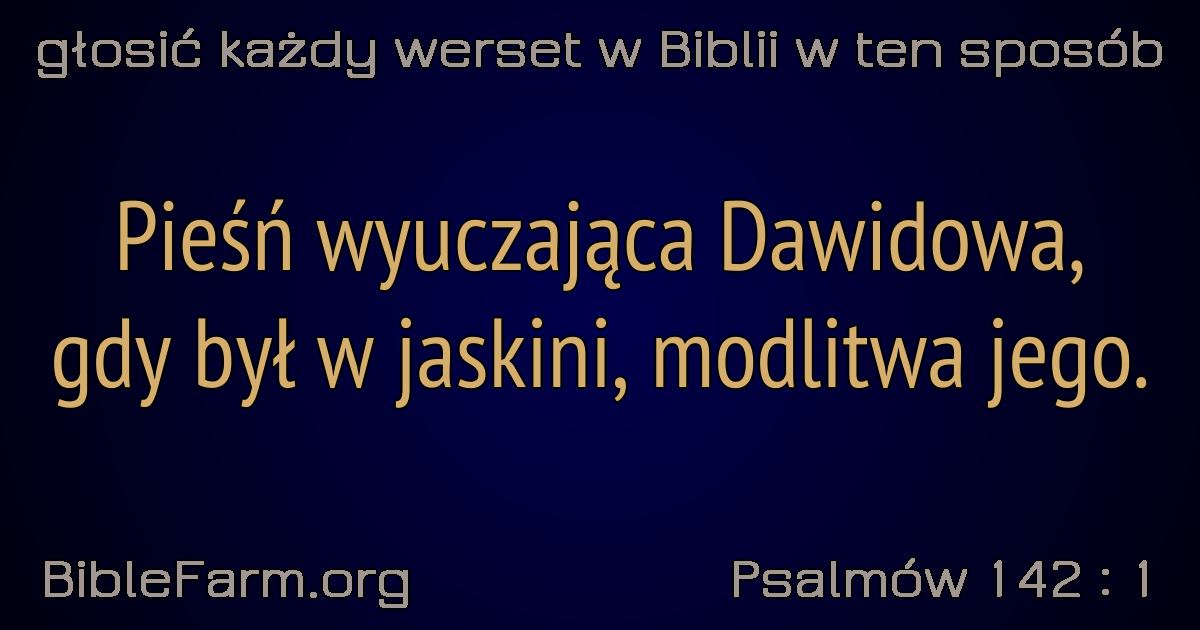 głosić każdy werset w Biblii w ten sposób
Pieśń wyuczająca Dawidowa,
gdy był w jaskini, modlitwa jego.
BibleFarm.org
Psalmów 142 : 1